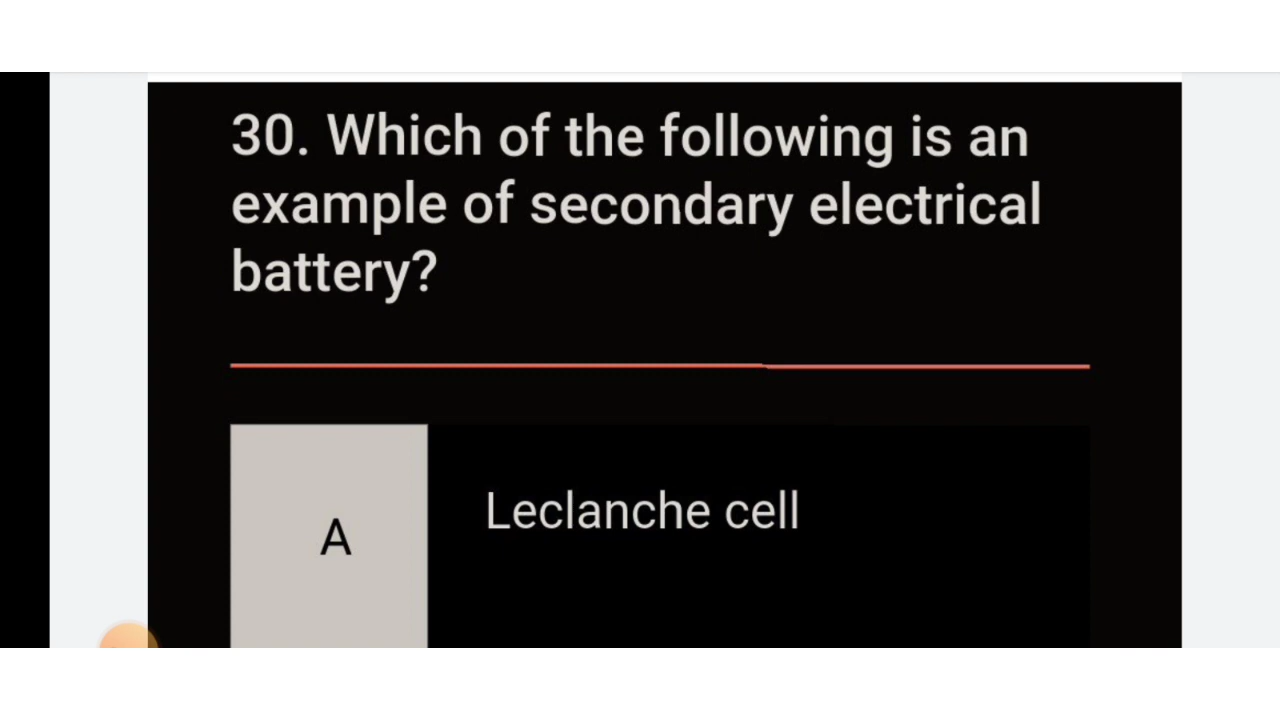 30. Which of the following is an
example of secondary electrical
battery?
A
Leclanche cell